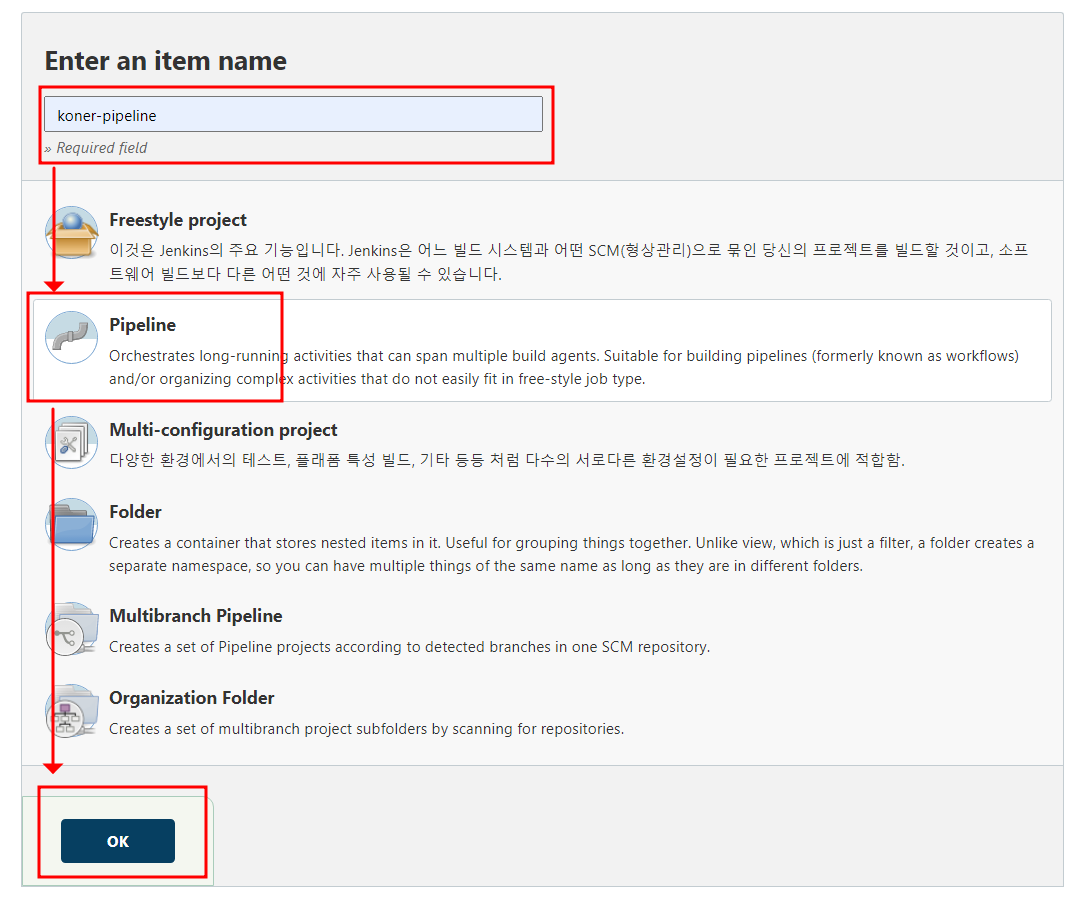 Enter an item name
koner-pipeline
» Required field
Freestyle project
이것은 Jenkins의 주요 기능입니다. Jenkins은 어느 빌드 시스템과 어떤 SCM(형상관리)으로 묶인 당신의 프로젝트를 빌드할 것이고, 소프
트웨어 빌드보다 다른 어떤 것에 자주 사용될 수 있습니다.
Pipeline
Orchestrates long-running activities that can span multiple build agents. Suitable for building pipelines (formerly known as workflows)
and/or organizing complex activities that do not easily fit in free-style job type.
Multi-configuration project
다양한 환경에서의 테스트, 플래폼 특성 빌드, 기타 등등 처럼 다수의 서로다른 환경설정이 필요한 프로젝트에 적합함.
Folder
Creates a container that stores nested items in it. Useful for grouping things together. Unlike view, which is just a filter, a folder creates a
separate namespace, so you can have multiple things of the same name as long as they are in different folders.
Multibranch Pipeline
Creates a set of Pipeline projects according to detected branches in one SCM repository.
Organization Folder
Creates a set of multibranch project subfolders by scanning for repositories.
OK